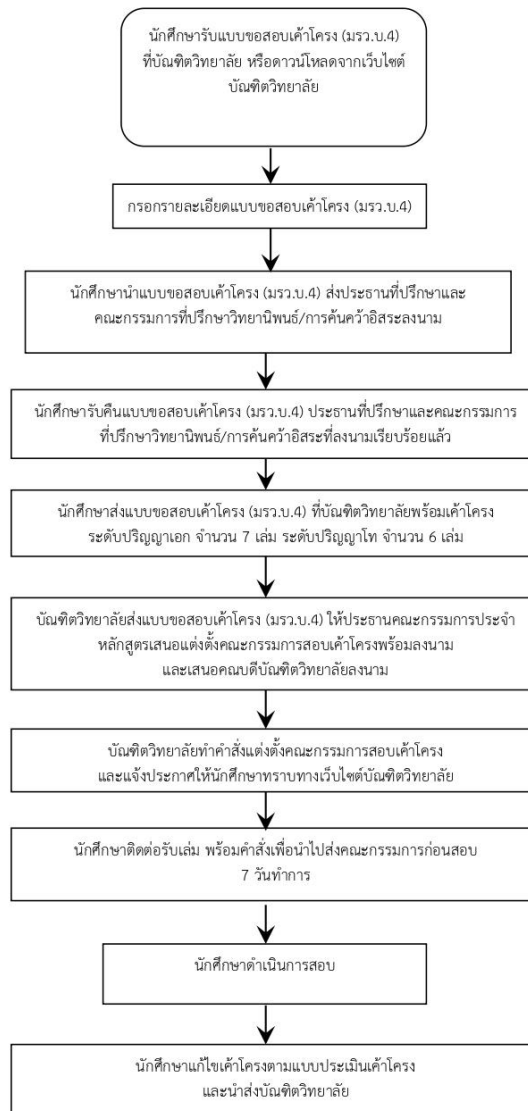 นักศึกษารับแบบขอสอบเค้าโครง (มรว.บ.4)
ที่บัณฑิตวิทยาลัย หรือดาวน์โหลดจากเว็บไซต์
บัณฑิตวิทยาลัย
กรอกรายละเอียดแบบขอสอบเค้าโครง (มรว.บ.4)
นักศึกษานำแบบขอสอบเค้าโครง (มรว.บ.4) ส่งประธานที่ปรึกษาและ
คณะกรรมการที่ปรึกษาวิทยานิพนธ์/การค้นคว้าอิสระลงนาม
นักศึกษารับคืนแบบขอสอบเค้าโครง (มรว.บ.4) ประธานที่ปรึกษาและคณะกรรมการ
ที่ปรึกษาวิทยานิพนธ์/การค้นคว้าอิสระที่ลงนามเรียบร้อยแล้ว
นักศึกษาส่งแบบขอสอบเค้าโครง (มรว.บ.4) ที่บัณฑิตวิทยาลัยพร้อมเค้าโครง
ระดับปริญญาเอก จำนวน 7 เล่ม ระดับปริญญาโท จำนวน 6 เล่ม
บัณฑิตวิทยาลัยส่งแบบขอสอบเค้าโครง (มรว.บ.4) ให้ประธานคณะกรรมการประจำ
หลักสูตรเสนอแต่งตั้งคณะกรรมการสอบเค้าโครงพร้อมลงนาม
และเสนอคณบดีบัณฑิตวิทยาลัยลงนาม
บัณฑิตวิทยาลัยทำคำสั่งแต่งตั้งคณะกรรมการสอบเค้าโครง
และแจ้งประกาศให้นักศึกษาทราบทางเว็บไซต์บัณฑิตวิทยาลัย
นักศึกษาติดต่อรับเล่ม พร้อมคำสั่งเพื่อนำไปส่งคณะกรรมการก่อนสอบ
7 วันทำการ
นักศึกษาดำเนินการสอบ
นักศึกษาแก้ไขเค้าโครงตามแบบประเมินเค้าโครง
และนำส่งบัณฑิตวิทยาลัย